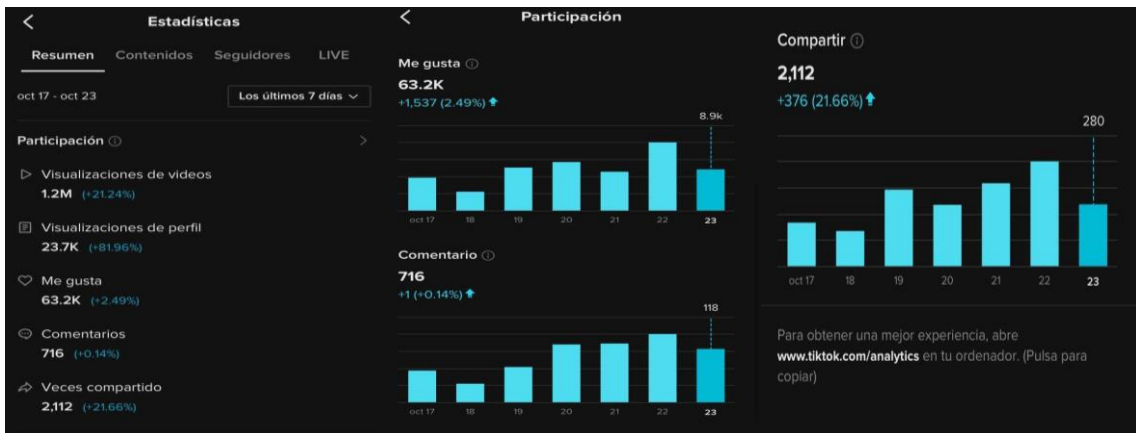 Estadísticas
Resumen Contenidos Seguidores LIVE
oct 17 - oct 23 Los últimos 7 días
Participación
Visualizaciones de videos
1.2M (+21.24%)
Visualizaciones de perfil
23.7K (+81.96%)
Me gusta
63.2K (+2.49%)
Comentarios
716 (+0.14%)
Veces compartido
2,112 (+21.66%)
Participación
Me gusta
63.2K
+1,537 (2.49%)
8.9k
oct 17 18 19 20 21 22 23
Comentario
716
+1 (+0.14%)
118
oct 17 18 19 20 21 22 23
Compartir
2,112
+376 (21.66%)
280
oct 17 18 19 20 21 22 23
Para obtener una mejor experiencia, abre
www.tiktok.com/analytics en tu ordenador. (Pulsa para
copiar)